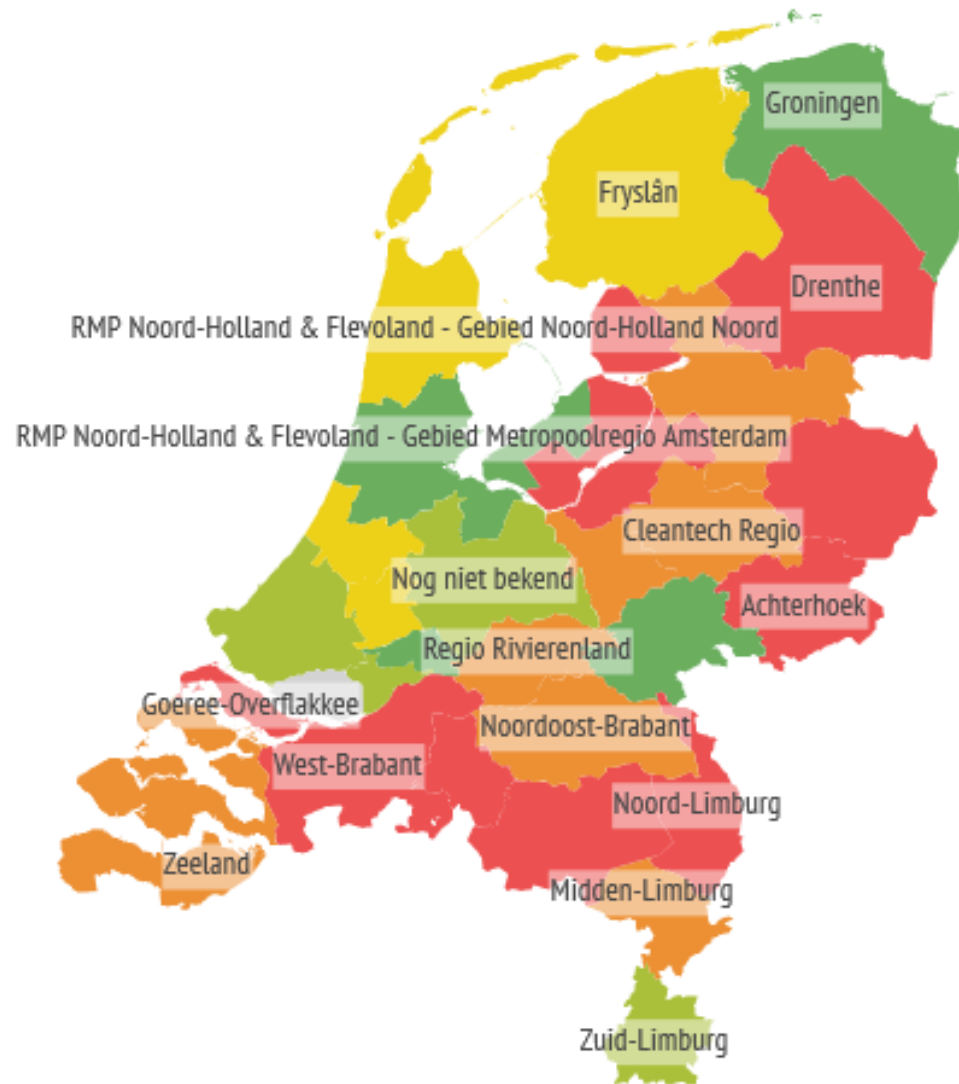 Groningen
Fryslân
Drenthe
RMP Noord-Holland & Flevoland - Gebied Noord-Holland Noord
RMP Noord-Holland & Flevoland - Gebied Metropoolregio Amsterdam
Cleantech Regio
Nog niet bekend
Achterhoek
Regio Rivierenland
Goeree-Overflakkee
Noordoost-Brabant
West-Brabant
Noord-Limburg
Zeeland
Midden-Limburg
Zuid-Limburg